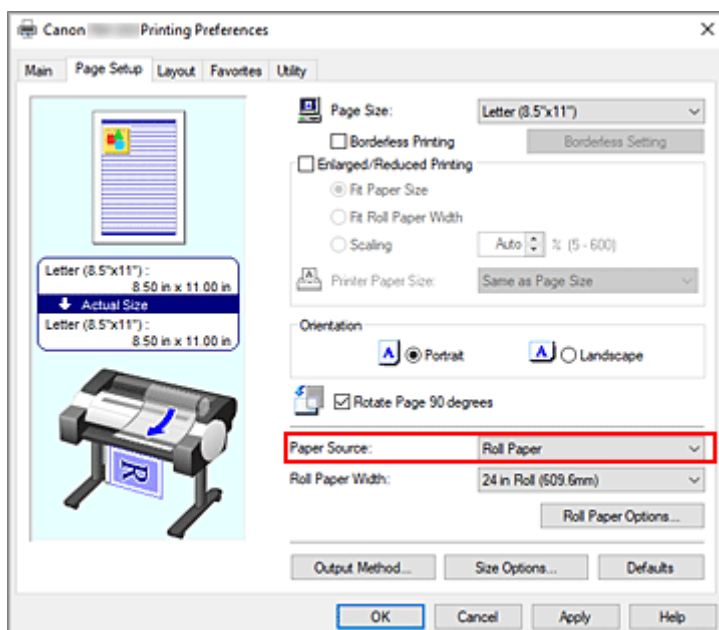 Canon Printing Preferences
Main Page Setup Layout Favorites Utility
Page Size: Letter (8.5"x11")
Borderless Printing Borderless Setting
Enlarged/Reduced Printing
Fit Paper Size
Fit Roll Paper Width
Scaling Auto % (5 - 600)
Printer Paper Size: Same as Page Size
Letter (8.5"x11") :
8.50 in x 11.00 in
Actual Size
Letter (8.5"x11") :
8.50 in x 11.00 in
Orientation
A Portrait A Landscape
Rotate Page 90 degrees
Paper Source: Roll Paper
Roll Paper Width: 24 in Roll (609.6mm)
R
Roll Paper Options...
Output Method... Size Options... Defaults
OK Cancel Apply Help